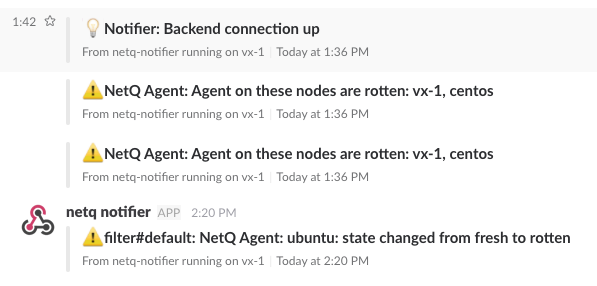 1:42
Notifier: Backend connection up
From netq-notifier running on vx-1 | Today at 1:36 PM
NetQ Agent: Agent on these nodes are rotten: vx-1, centos
From netq-notifier running on vx-1 | Today at 1:36 PM
NetQ Agent: Agent on these nodes are rotten: vx-1, centos
From netq-notifier running on vx-1 | Today at 1:36 PM
netq notifier APP 2:20 PM
filter#default: NetQ Agent: ubuntu: state changed from fresh to rotten
From netq-notifier running on vx-1 | Today at 2:20 PM